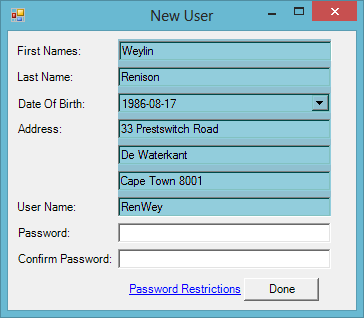 New User
First Names: Weylin
Last Name: Renison
Date Of Birth: 1986-08-17
Address: 33 Prestswitch Road
De Waterkant
Cape Town 8001
User Name: RenWey
Password:
Confirm Password:
Password Restrictions Done